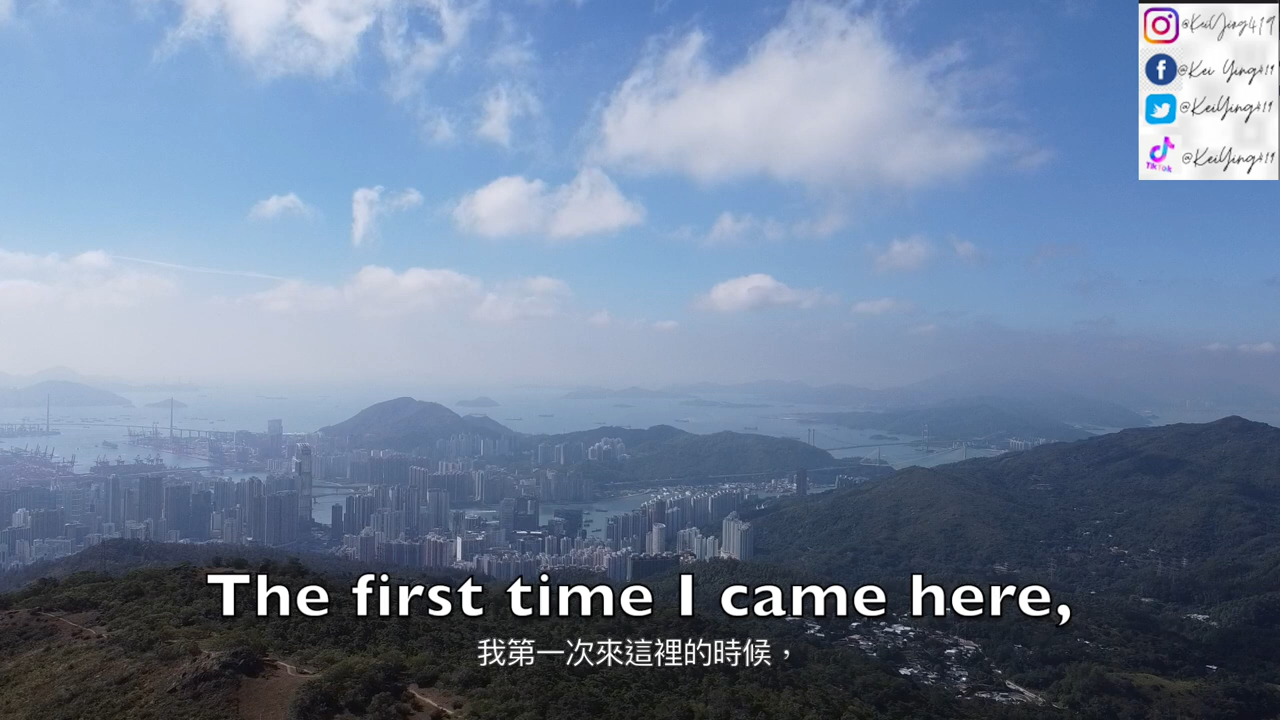 @KeiYing419
@Kei Ying419
@KeiYing419
TikTok
@KeiYing419
The first time I came here,
我第一次來這裡的時候，